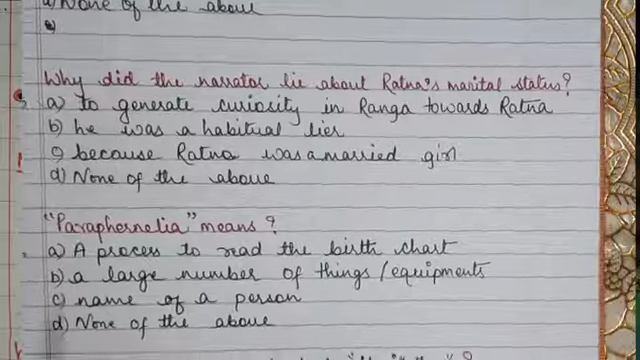 d) None of the above
e)
Why did the narrator lie about Ratna's marital status?
a) to generate curiosity in Ranga towards Ratna
b) he was a habitual lier
c) because Ratna was a married girl
d) None of the above
"Paraphernelia" means?
a) A process to read the birth chart
b) a large number of things/equipments
c) name of a person
d) None of the above